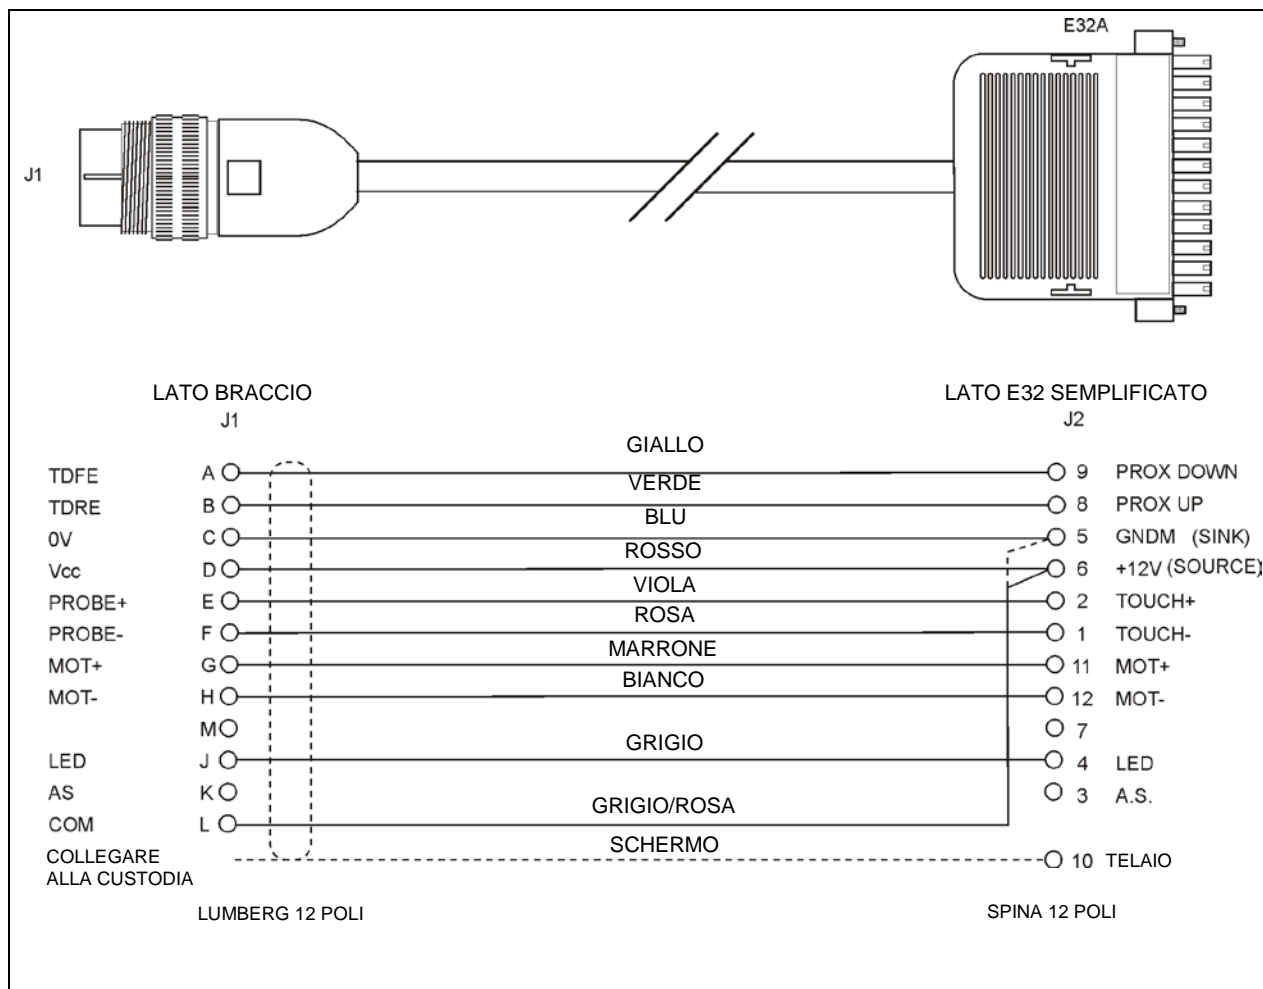 E32A
J1
LATO BRACCIO LATO E32 SEMPLIFICATO
J1 J2
GIALLO
TDFE A 9 PROX DOWN
VERDE
TDRE B 8 PROX UP
BLU
0V C 5 GNDM (SINK)
ROSSO
Vcc D 6 +12V (SOURCE)
VIOLA
PROBE+ E 2 TOUCH+
ROSA
PROBE- F 1 TOUCH-
MARRONE
MOT+ G 11 MOT+
BIANCO
MOT- H 12 MOT-
M 7
GRIGIO
LED J 4 LED
AS K 3 A.S.
GRIGIO/ROSA
COM L
SCHERMO
COLLEGARE 10 TELAIO
ALLA CUSTODIA
LUMBERG 12 POLI SPINA 12 POLI